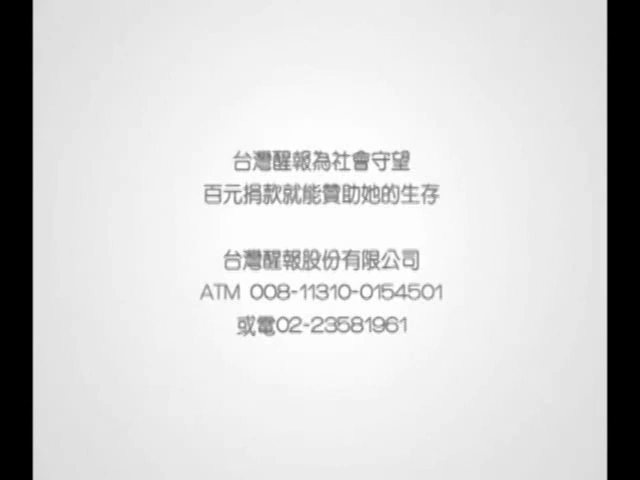 台灣醒報為社會守望
百元捐款就能贊助她的生存
台灣醒報股份有限公司
ATM 008-11310-0154501
或電02-23581961